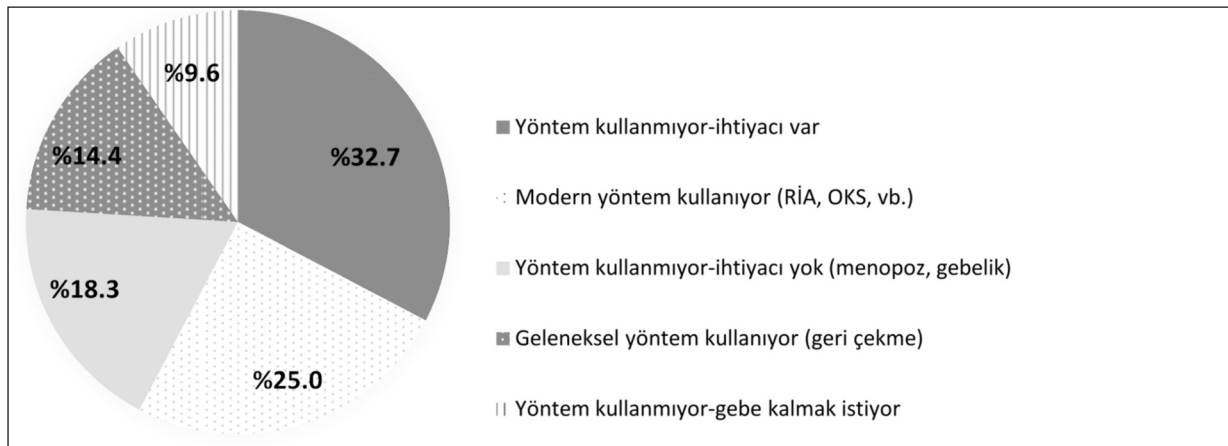 %9.6
%32.7
%14.4
%18.3
%25.0
Yöntem kullanmıyor-ihtiyacı var
Modern yöntem kullanıyor (RİA, OKS, vb.)
Yöntem kullanmıyor-ihtiyacı yok (menopoz, gebelik)
Geleneksel yöntem kullanıyor (geri çekme)
Yöntem kullanmıyor-gebe kalmak istiyor